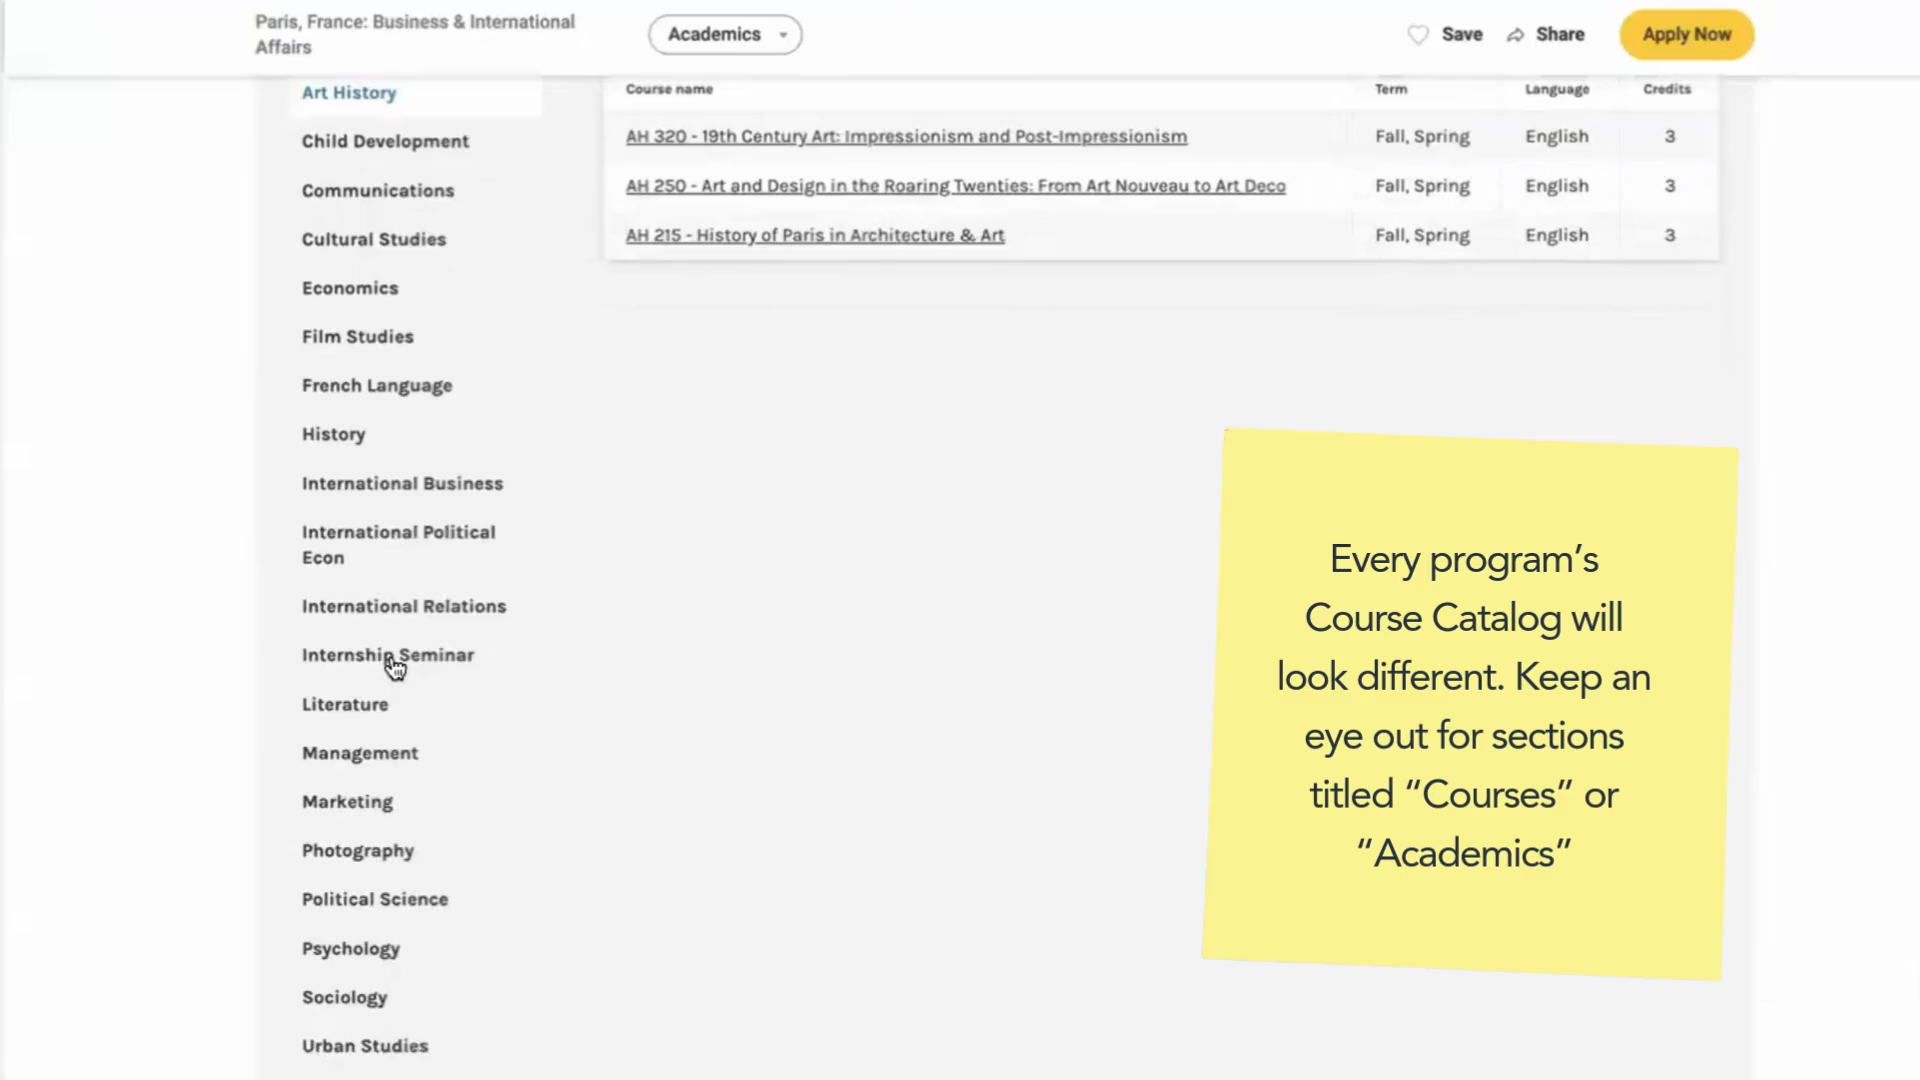 Paris, France: Business & International
Affairs
Academics
Save
Share
Apply Now
Art History
Child Development
Communications
Cultural Studies
Economics
Film Studies
French Language
History
International Business
International Political
Econ
International Relations
Internship Seminar
Literature
Management
Marketing
Photography
Political Science
Psychology
Sociology
Urban Studies
Course name Term Language Credits
AH 320 - 19th Century Art: Impressionism and Post-Impressionism Fall, Spring English 3
AH 250 - Art and Design in the Roaring Twenties: From Art Nouveau to Art Deco Fall, Spring English 3
AH 215 - History of Paris in Architecture & Art Fall, Spring English 3
Every program’s
Course Catalog will
look different. Keep an
eye out for sections
titled “Courses” or
“Academics”